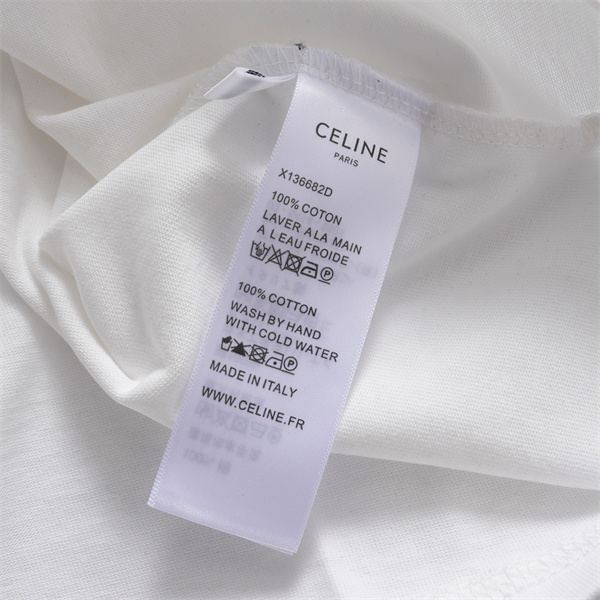 CELINE
PARIS
X136682D
100% COTON
LAVER A LA MAIN
A L EAU FROIDE
100% COTTON
WASH BY HAND
WITH COLD WATER
MADE IN ITALY
WWW.CELINE.FR